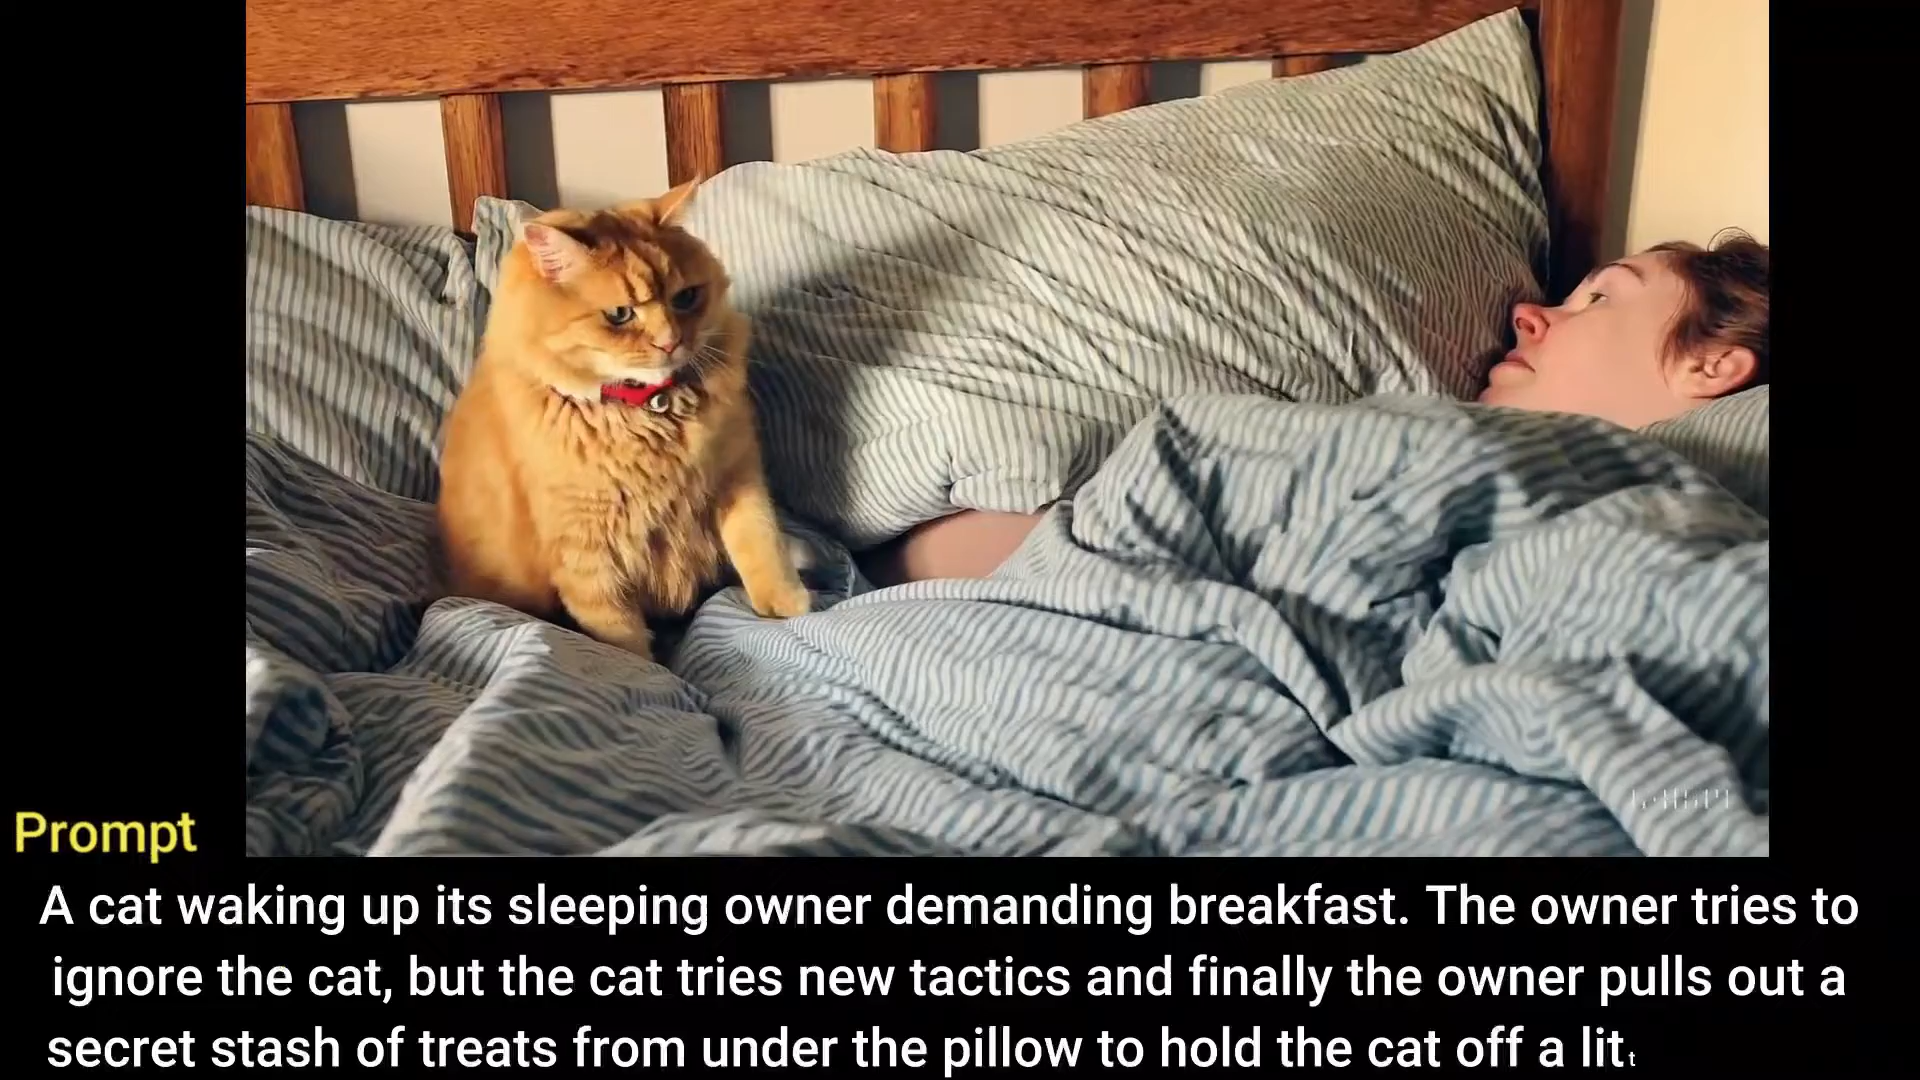 Prompt
A cat waking up its sleeping owner demanding breakfast. The owner tries to
ignore the cat, but the cat tries new tactics and finally the owner pulls out a
secret stash of treats from under the pillow to hold the cat off a litt